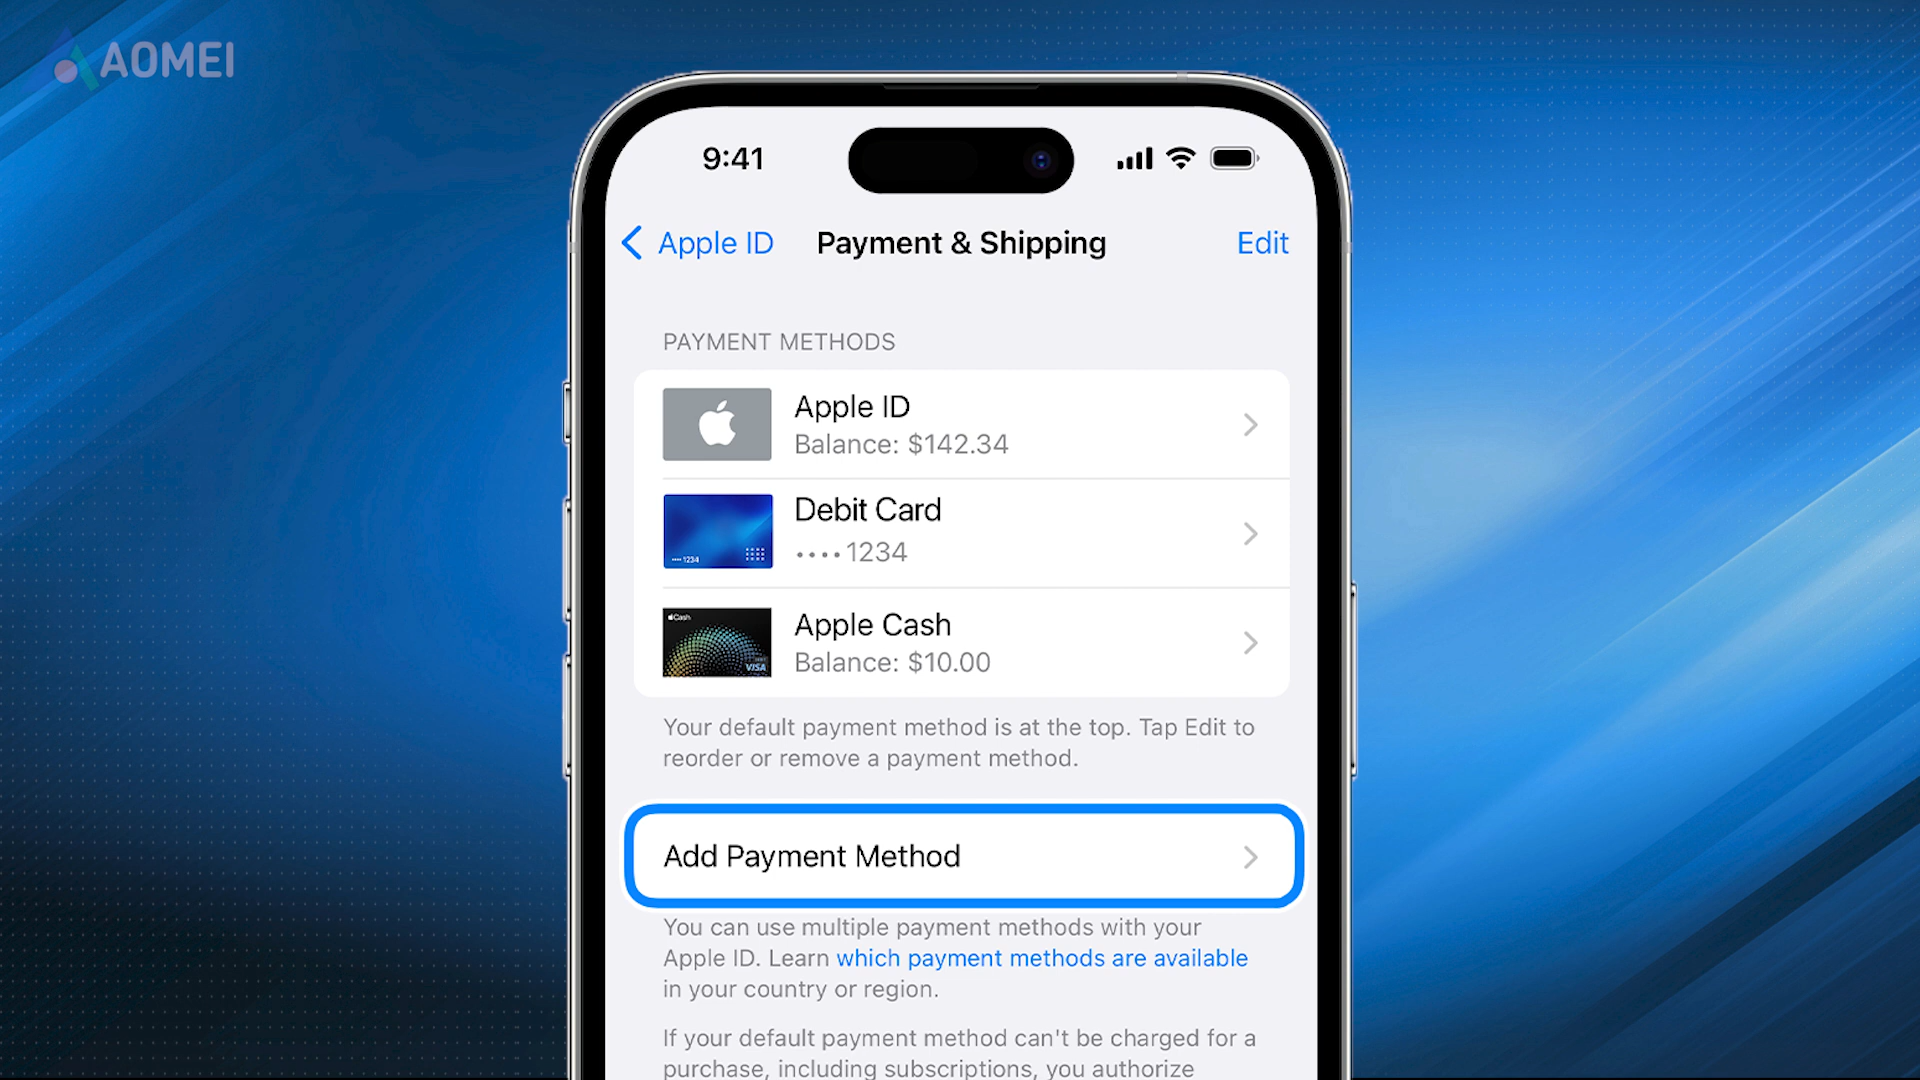 AOMEI
9:41
Apple ID
Payment & Shipping
Edit
PAYMENT METHODS
Apple ID
Balance: $142.34
•••• 1234
Debit Card
•••• 1234
Cash
VISA
Apple Cash
Balance: $10.00
Your default payment method is at the top. Tap Edit to
reorder or remove a payment method.
Add Payment Method
You can use multiple payment methods with your
Apple ID. Learn which payment methods are available
in your country or region.
If your default payment method can't be charged for a
purchase, including subscriptions, you authorize